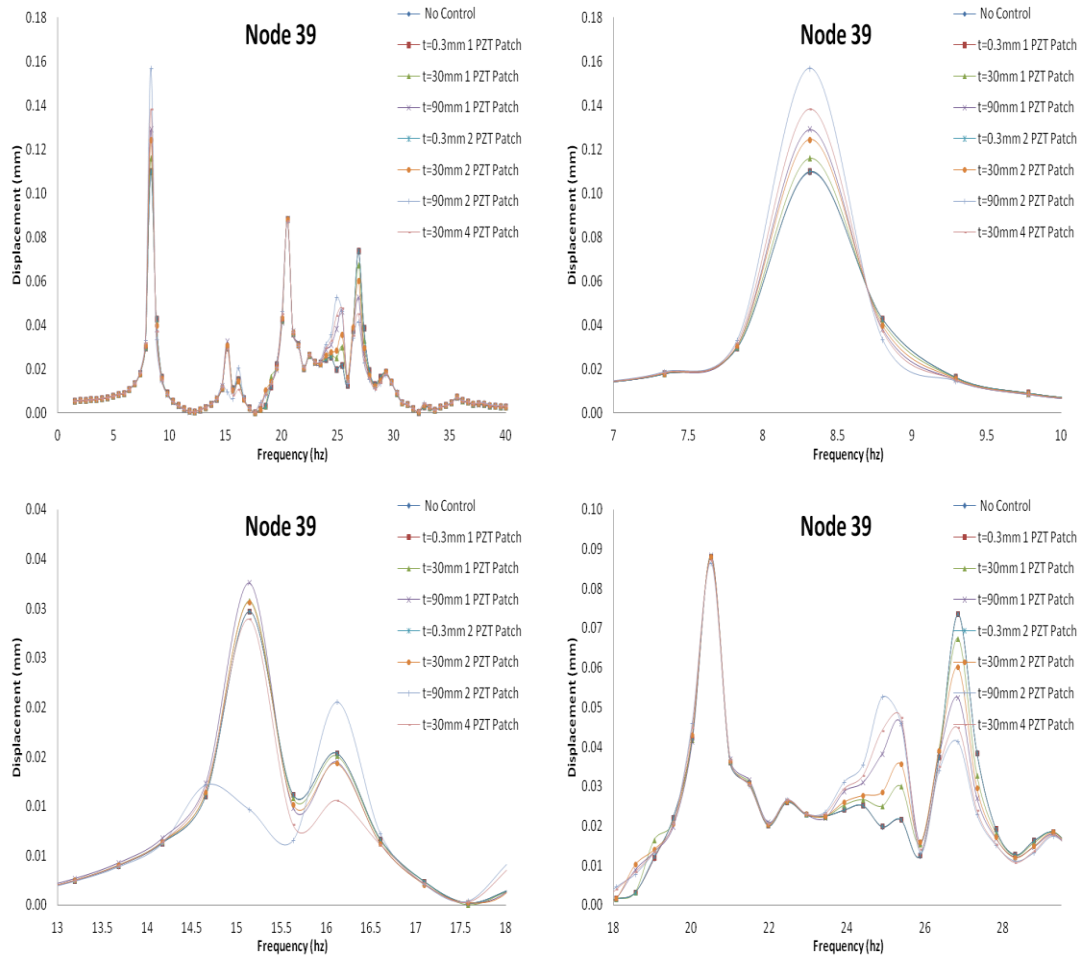 Node 39
Displacement (mm)
0.18
0.16
0.14
0.12
0.10
0.08
0.06
0.04
0.02
0.00
0 5 10 15 20 25 30 35 40
Frequency (hz)
No Control
t=0.3mm 1 PZT Patch
t=30mm 1 PZT Patch
t=90mm 1 PZT Patch
t=0.3mm 2 PZT Patch
t=30mm 2 PZT Patch
t=90mm 2 PZT Patch
t=30mm 4 PZT Patch
Node 39
Displacement (mm)
0.18
0.16
0.14
0.12
0.10
0.08
0.06
0.04
0.02
0.00
7 7.5 8 8.5 9 9.5 10
Frequency (hz)
No Control
t=0.3mm 1 PZT Patch
t=30mm 1 PZT Patch
t=90mm 1 PZT Patch
t=0.3mm 2 PZT Patch
t=30mm 2 PZT Patch
t=90mm 2 PZT Patch
t=30mm 4 PZT Patch
Node 39
Displacement (mm)
0.04
0.04
0.03
0.03
0.02
0.02
0.01
0.01
0.00
13 13.5 14 14.5 15 15.5 16 16.5 17 17.5 18
Frequency (hz)
No Control
t=0.3mm 1 PZT Patch
t=30mm 1 PZT Patch
t=90mm 1 PZT Patch
t=0.3mm 2 PZT Patch
t=30mm 2 PZT Patch
t=90mm 2 PZT Patch
t=30mm 4 PZT Patch
Node 39
Displacement (mm)
0.10
0.09
0.08
0.07
0.06
0.05
0.04
0.03
0.02
0.01
0.00
18 20 22 24 26 28
Frequency (hz)
No Control
t=0.3mm 1 PZT Patch
t=30mm 1 PZT Patch
t=90mm 1 PZT Patch
t=0.3mm 2 PZT Patch
t=30mm 2 PZT Patch
t=90mm 2 PZT Patch
t=30mm 4 PZT Patch